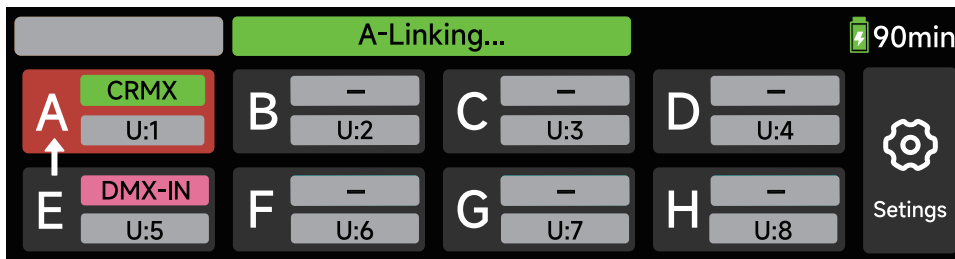 A-Linking...
90min
A CRMX
U:1
B –
U:2
C –
U:3
D –
U:4
E DMX-IN
U:5
F –
U:6
G –
U:7
H –
U:8
Setings